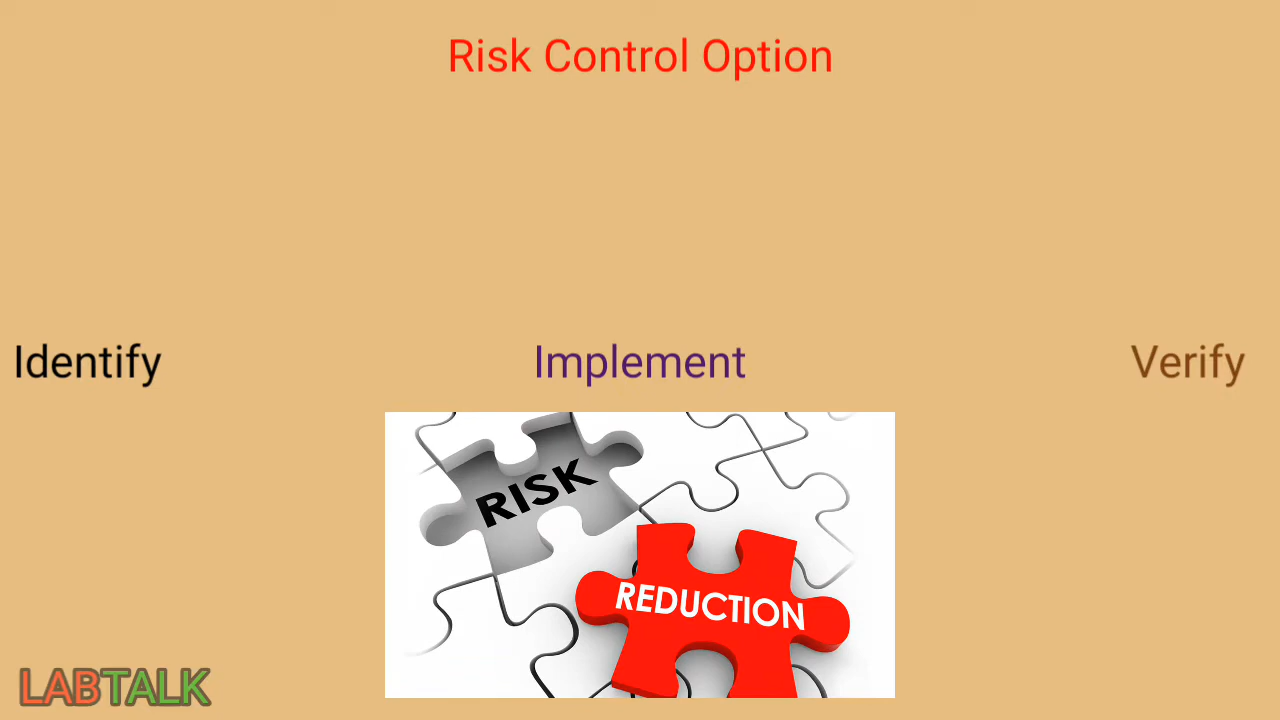 Risk Control Option
Identify Implement Verify
RISK
REDUCTION
LABTALK